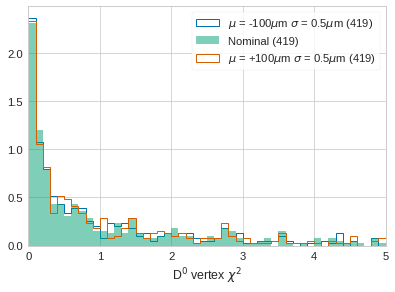 μ = -100μm σ = 0.5μm (419)
Nominal (419)
μ = +100μm σ = 0.5μm (419)
2.0
1.5
1.0
0.5
0.0
0 1 2 3 4 5
D⁰ vertex χ²